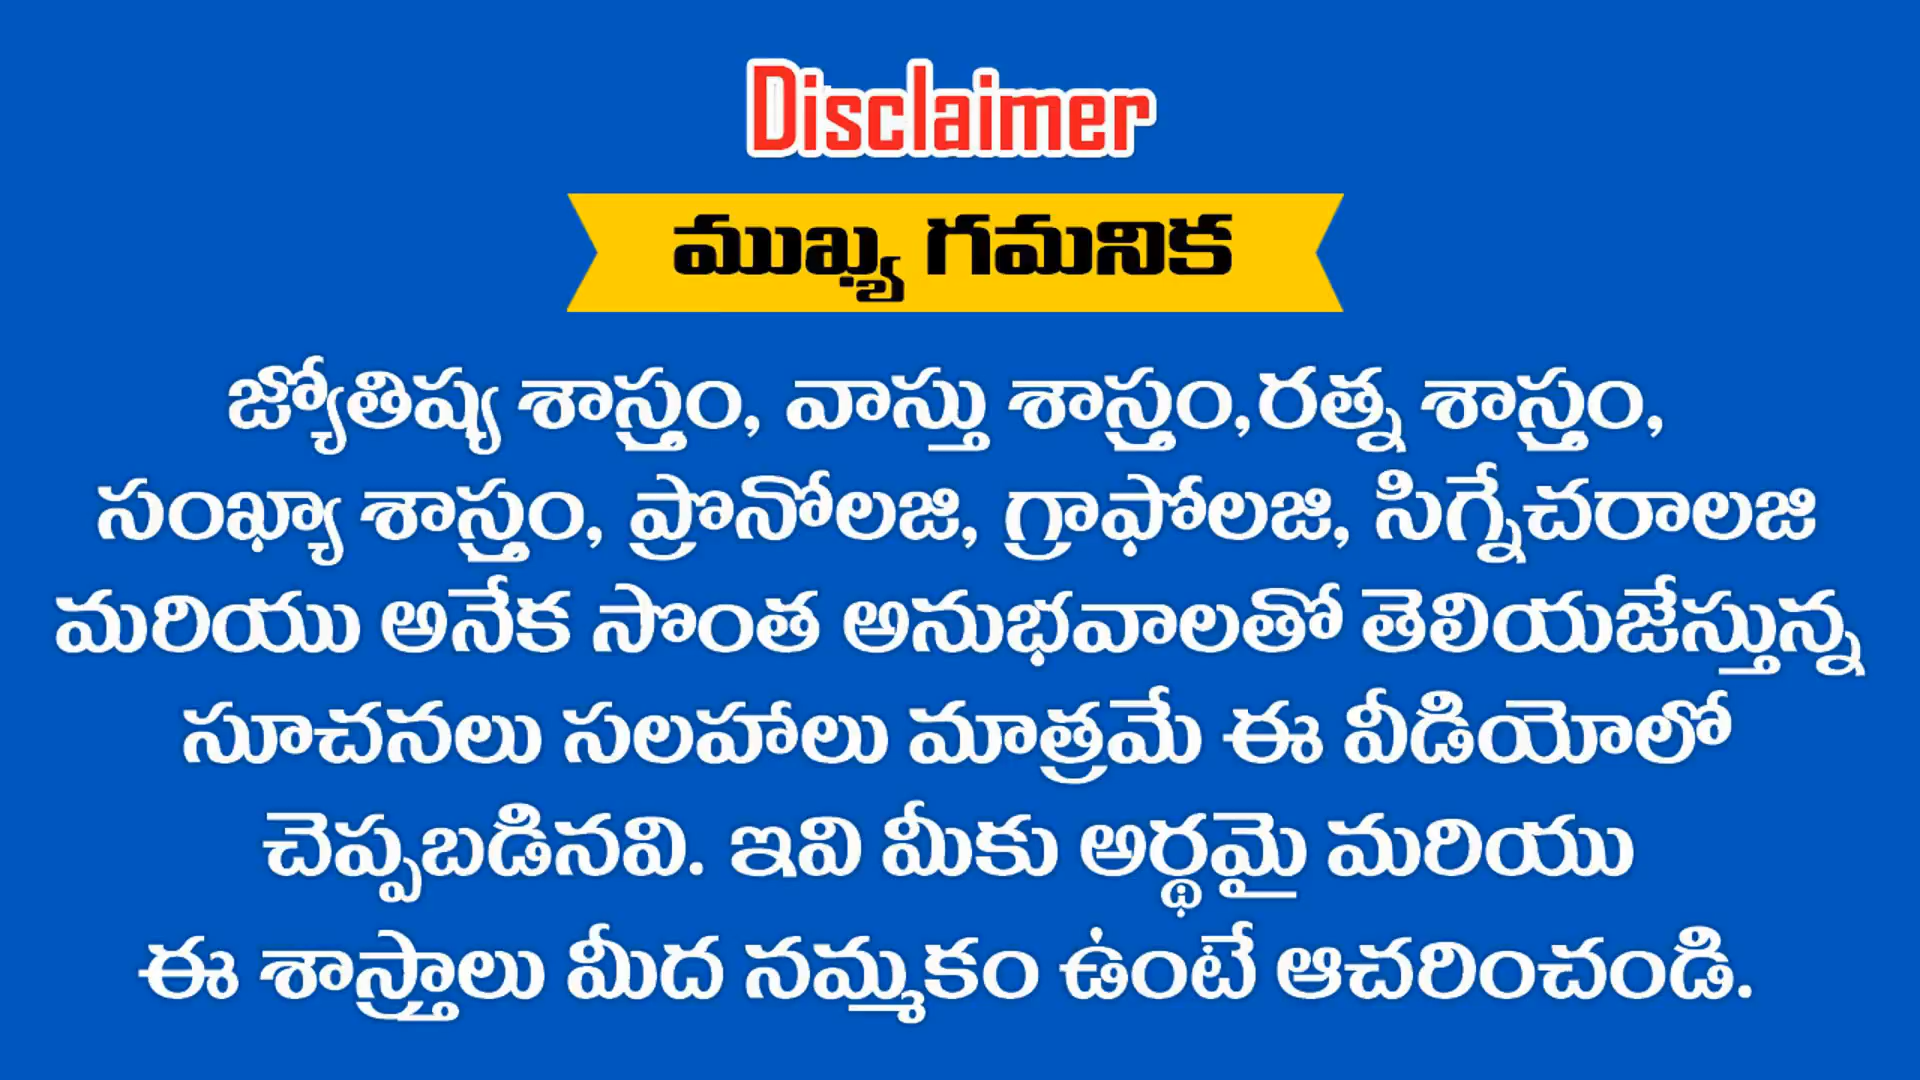 Disclaimer
ముఖ్య గమనిక
జ్యోతిష్య శాస్త్రం, వాస్తు శాస్త్రం,రత్న శాస్త్రం,
సంఖ్యా శాస్త్రం, ప్రొనోలజి, గ్రాఫోలజి, సిగ్నేచరాలజి
మరియు అనేక సొంత అనుభవాలతో తెలియజేస్తున్న
సూచనలు సలహాలు మాత్రమే ఈ వీడియోలో
చెప్పబడినవి. ఇవి మీకు అర్థమై మరియు
ఈ శాస్త్రాలు మీద నమ్మకం ఉంటే ఆచరించండి.